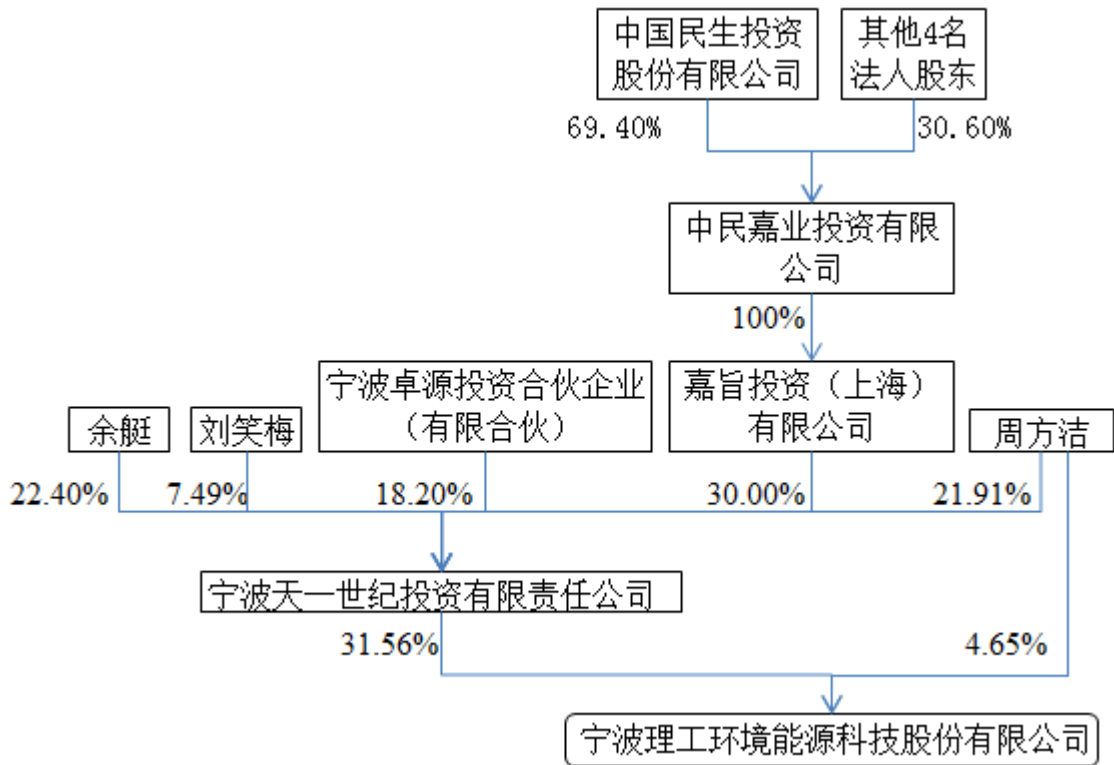 中国民生投资
股份有限公司
其他4名
法人股东
69.40%
30.60%
中民嘉业投资有限
公司
100%
余艇
刘笑梅
宁波卓源投资合伙企业
（有限合伙）
嘉旨投资（上海）
有限公司
周方洁
22.40%
7.49%
18.20%
30.00%
21.91%
宁波天一世纪投资有限责任公司
31.56%
4.65%
宁波理工环境能源科技股份有限公司